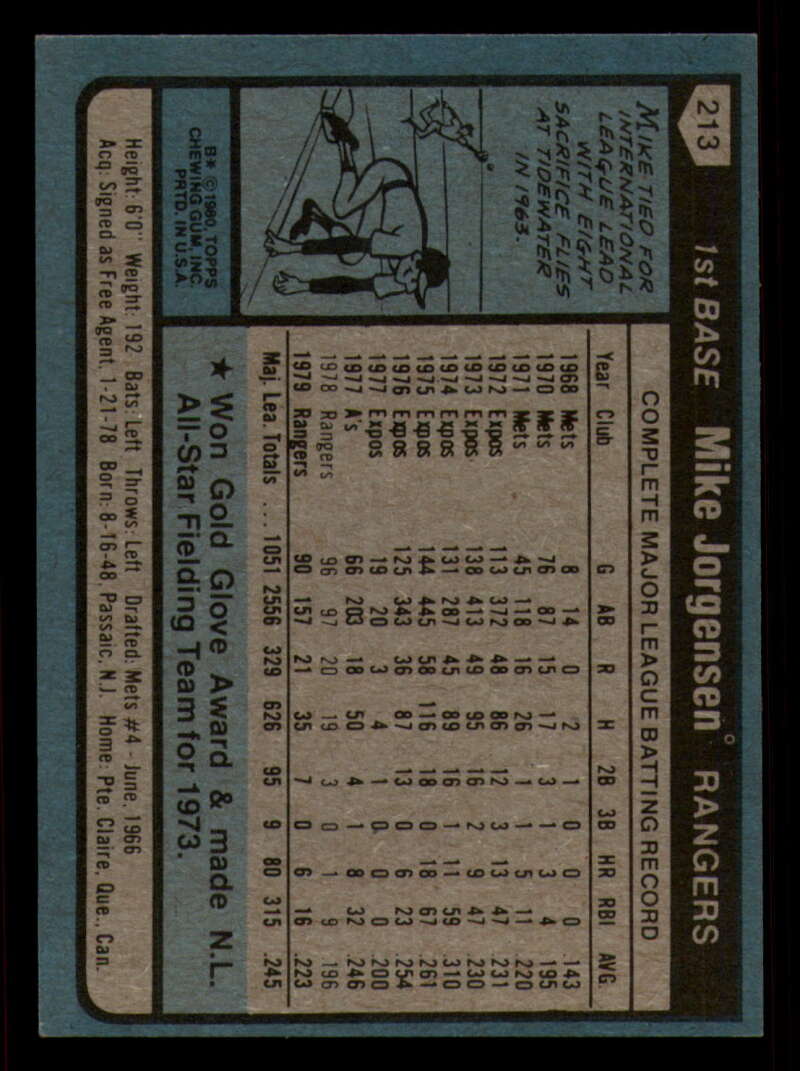 213 1st BASE Mike Jorgensen° RANGERS
MIKE TIED FOR
INTERNATIONAL
LEAGUE LEAD
WITH EIGHT
SACRIFICE FLIES
AT TIDEWATER
IN 1963.
B* © 1980 TOPPS
CHEWING GUM, INC.
PRTD. IN U.S.A.
COMPLETE MAJOR LEAGUE BATTING RECORD
Year Club G AB R H 2B 3B HR RBI AVG.
1968 Mets 8 14 0 2 1 0 0 0 .143
1970 Mets 76 87 15 17 3 1 3 4 .195
1971 Mets 45 118 16 26 1 1 5 11 .220
1972 Expos 113 372 48 86 12 3 13 47 .231
1973 Expos 138 413 49 95 16 2 9 47 .230
1974 Expos 131 287 45 89 16 1 11 59 .310
1975 Expos 144 445 58 116 18 0 18 67 .261
1976 Expos 125 343 36 87 13 0 6 23 .254
1977 Expos 19 20 3 4 1 0 0 0 .200
1977 A's 66 203 18 50 4 1 8 32 .246
1978 Rangers 96 97 20 19 3 0 1 9 .196
1979 Rangers 90 157 21 35 7 0 6 16 .223
Maj. Lea. Totals ... 1051 2556 329 626 95 9 80 315 .245
★ Won Gold Glove Award & made N.L.
All-Star Fielding Team for 1973.
Height: 6'0" Weight: 192 Bats: Left Throws: Left Drafted: Mets #4 - June, 1966
Acq: Signed as Free Agent, 1-21-78 Born: 8-16-48, Passaic, N.J. Home: Pte. Claire, Que., Can.